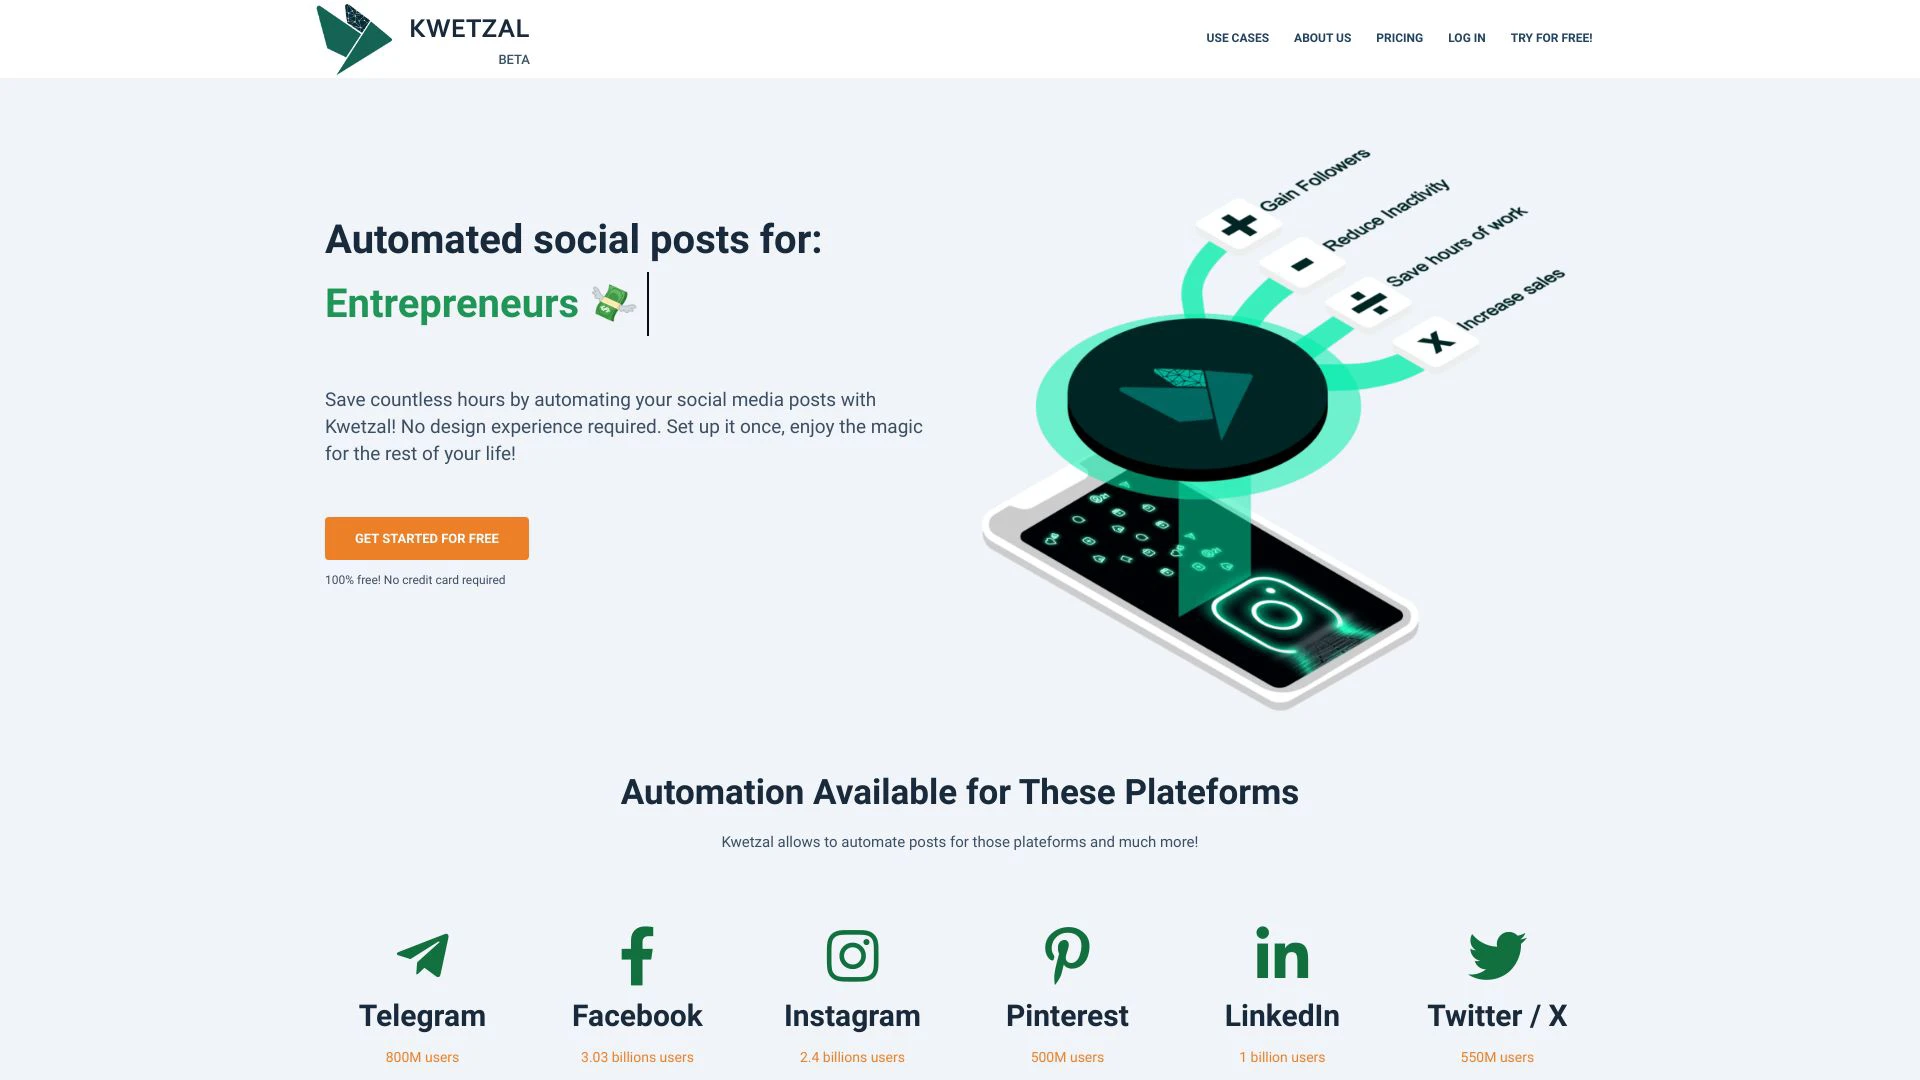 KWETZAL
BETA
USE CASES
ABOUT US
PRICING
LOG IN
TRY FOR FREE!
Automated social posts for:
Entrepreneurs 💸
Save countless hours by automating your social media posts with
Kwetzal! No design experience required. Set up it once, enjoy the magic
for the rest of your life!
GET STARTED FOR FREE
100% free! No credit card required
Gain Followers
Reduce Inactivity
Save hours of work
Increase sales
Automation Available for These Plateforms
Kwetzal allows to automate posts for those plateforms and much more!
Telegram
800M users
Facebook
3.03 billions users
Instagram
2.4 billions users
Pinterest
500M users
LinkedIn
1 billion users
Twitter / X
550M users